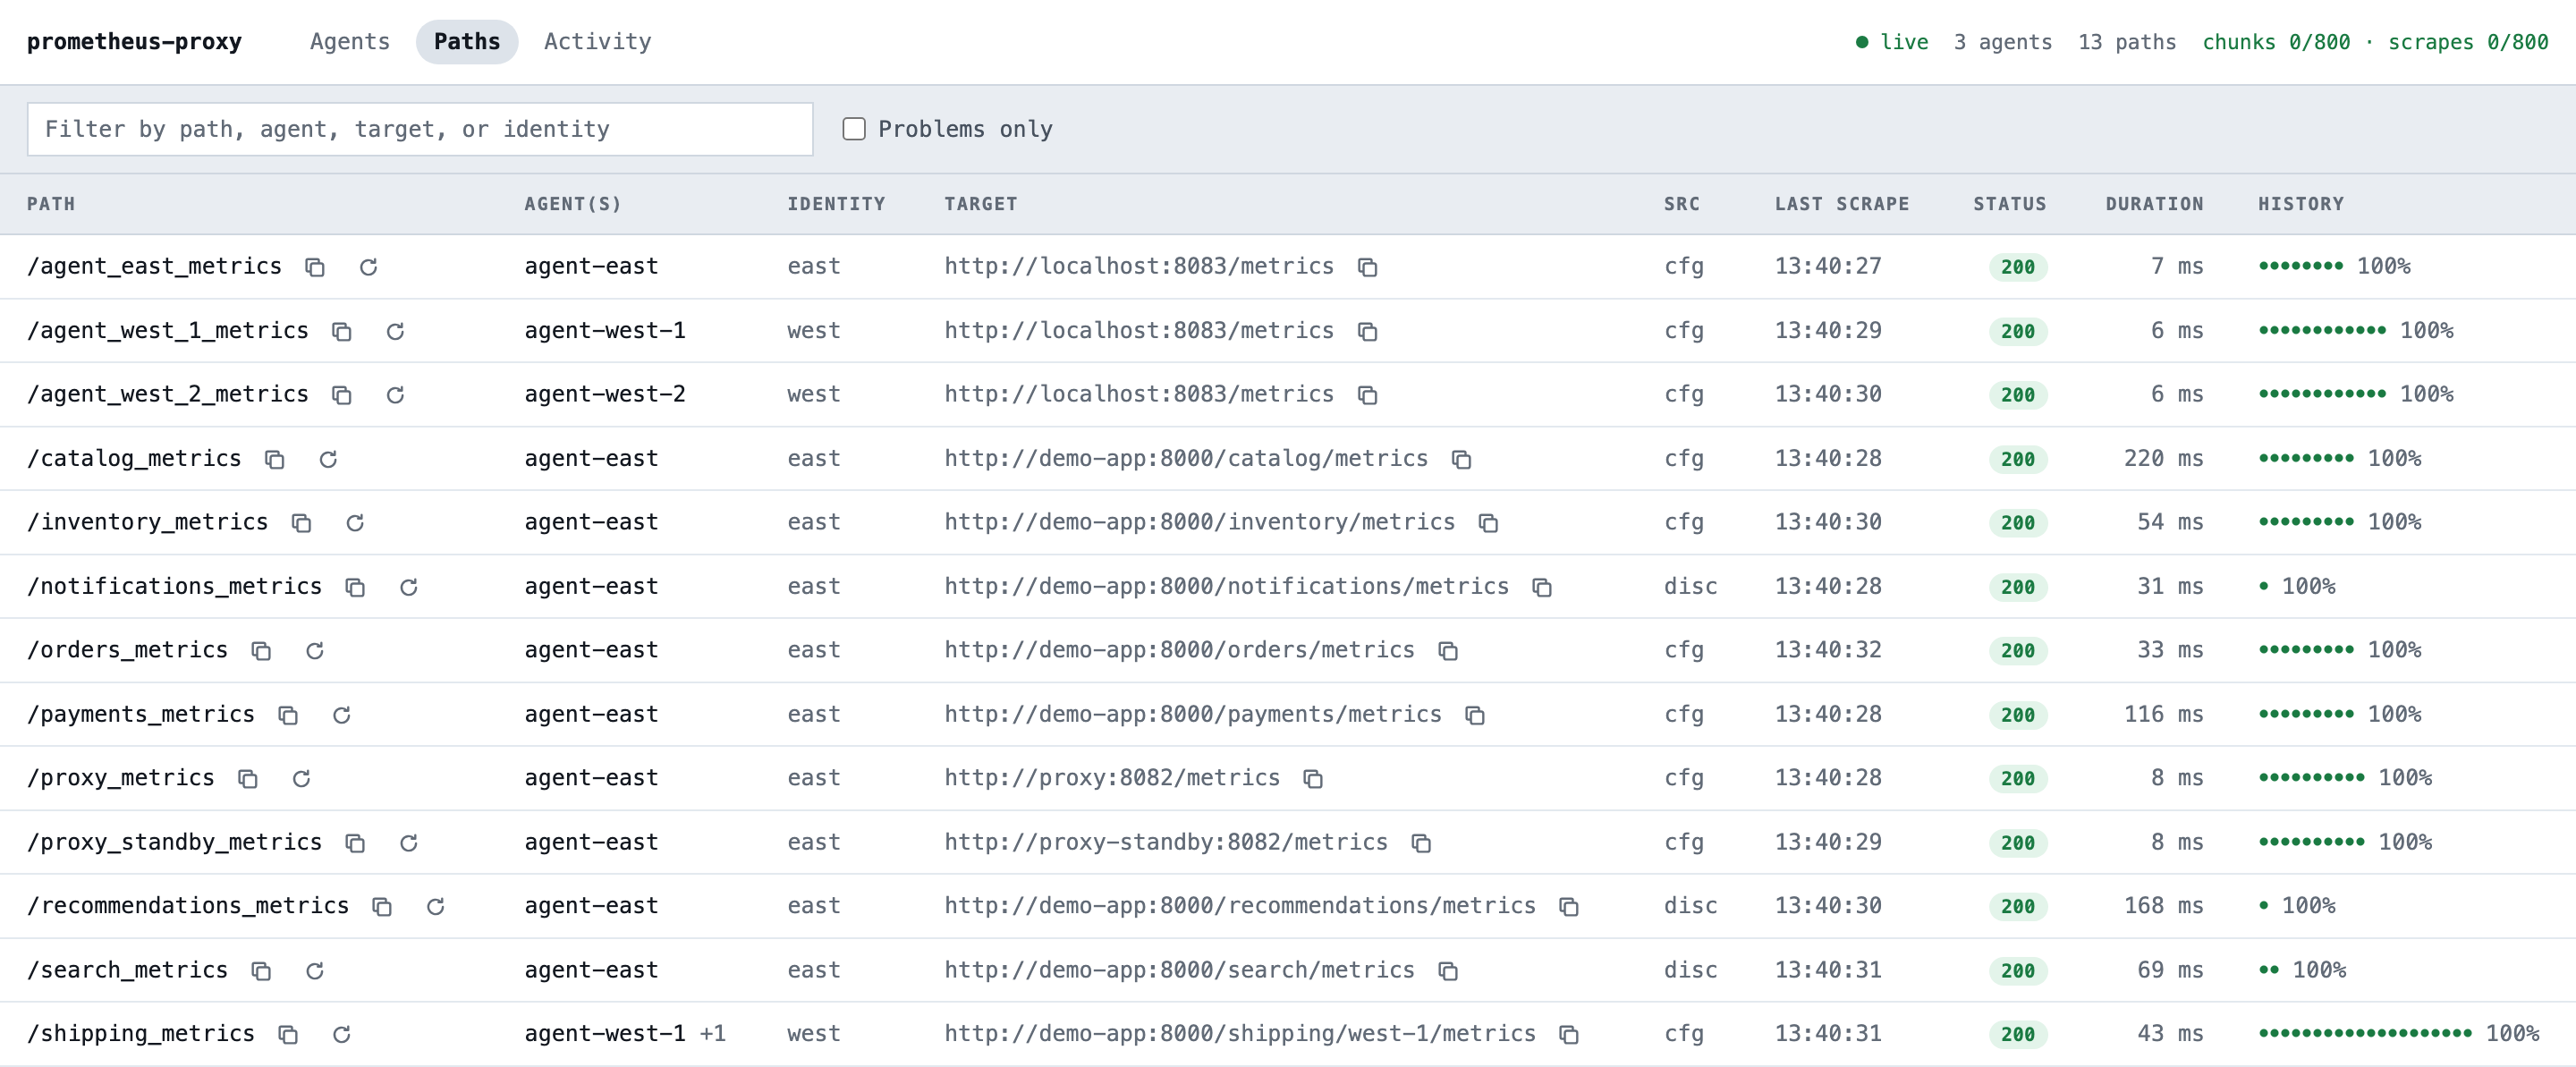 prometheus-proxy Agents Paths Activity live 3 agents 13 paths chunks 0/800 · scrapes 0/800
Filter by path, agent, target, or identity Problems only
PATH AGENT(S) IDENTITY TARGET SRC LAST SCRAPE STATUS DURATION HISTORY
/agent_east_metrics agent-east east http://localhost:8083/metrics cfg 13:40:27 200 7 ms 100%
/agent_west_1_metrics agent-west-1 west http://localhost:8083/metrics cfg 13:40:29 200 6 ms 100%
/agent_west_2_metrics agent-west-2 west http://localhost:8083/metrics cfg 13:40:30 200 6 ms 100%
/catalog_metrics agent-east east http://demo-app:8000/catalog/metrics cfg 13:40:28 200 220 ms 100%
/inventory_metrics agent-east east http://demo-app:8000/inventory/metrics cfg 13:40:30 200 54 ms 100%
/notifications_metrics agent-east east http://demo-app:8000/notifications/metrics disc 13:40:28 200 31 ms 100%
/orders_metrics agent-east east http://demo-app:8000/orders/metrics cfg 13:40:32 200 33 ms 100%
/payments_metrics agent-east east http://demo-app:8000/payments/metrics cfg 13:40:28 200 116 ms 100%
/proxy_metrics agent-east east http://proxy:8082/metrics cfg 13:40:28 200 8 ms 100%
/proxy_standby_metrics agent-east east http://proxy-standby:8082/metrics cfg 13:40:29 200 8 ms 100%
/recommendations_metrics agent-east east http://demo-app:8000/recommendations/metrics disc 13:40:30 200 168 ms 100%
/search_metrics agent-east east http://demo-app:8000/search/metrics disc 13:40:31 200 69 ms 100%
/shipping_metrics agent-west-1 +1 west http://demo-app:8000/shipping/west-1/metrics cfg 13:40:31 200 43 ms 100%